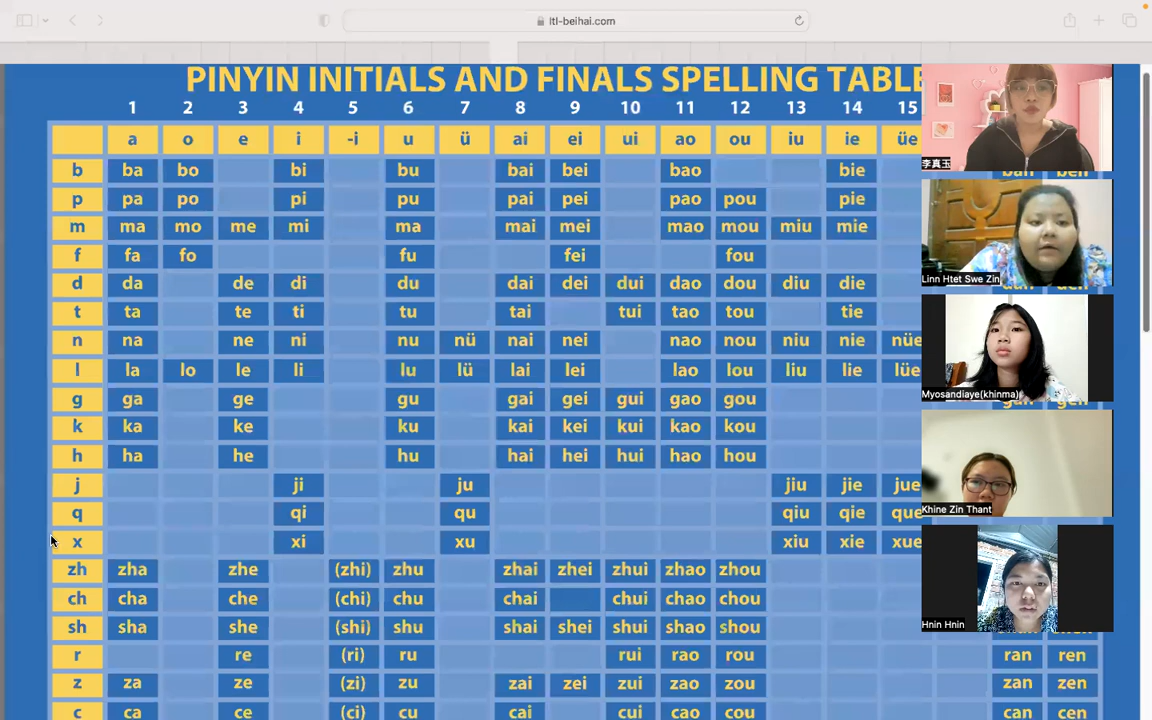 ltl-beihai.com
PINYIN INITIALS AND FINALS SPELLING TABLE
1 2 3 4 5 6 7 8 9 10 11 12 13 14 15
a o e i -i u ü ai ei ui ao ou iu ie üe
b ba bo bi bu bai bei bao bie
p pa po pi pu pai pei pao pou pie
m ma mo me mi ma mai mei mao mou miu mie
f fa fo fu fei fou
d da de di du dai dei dui dao dou diu die
t ta te ti tu tai tui tao tou tie
n na ne ni nu nü nai nei nao nou niu nie nüe
l la lo le li lu lü lai lei lao lou liu lie lüe
g ga ge gu gai gei gui gao gou
k ka ke ku kai kei kui kao kou
h ha he hu hai hei hui hao hou
j ji ju jiu jie jue
q qi qu qiu qie que
x xi xu xiu xie xue
zh zha zhe (zhi) zhu zhai zhei zhui zhao zhou
ch cha che (chi) chu chai chui chao chou
sh sha she (shi) shu shai shei shui shao shou
r re (ri) ru rui rao rou ran ren
z za ze (zi) zu zai zei zui zao zou zan zen
c ca ce (ci) cu cai cui cao cou can cen
李真玉
Linn Htet Swe Zin
Myosandiaye(khinma)
Khine Zin Thant
Hnin Hnin